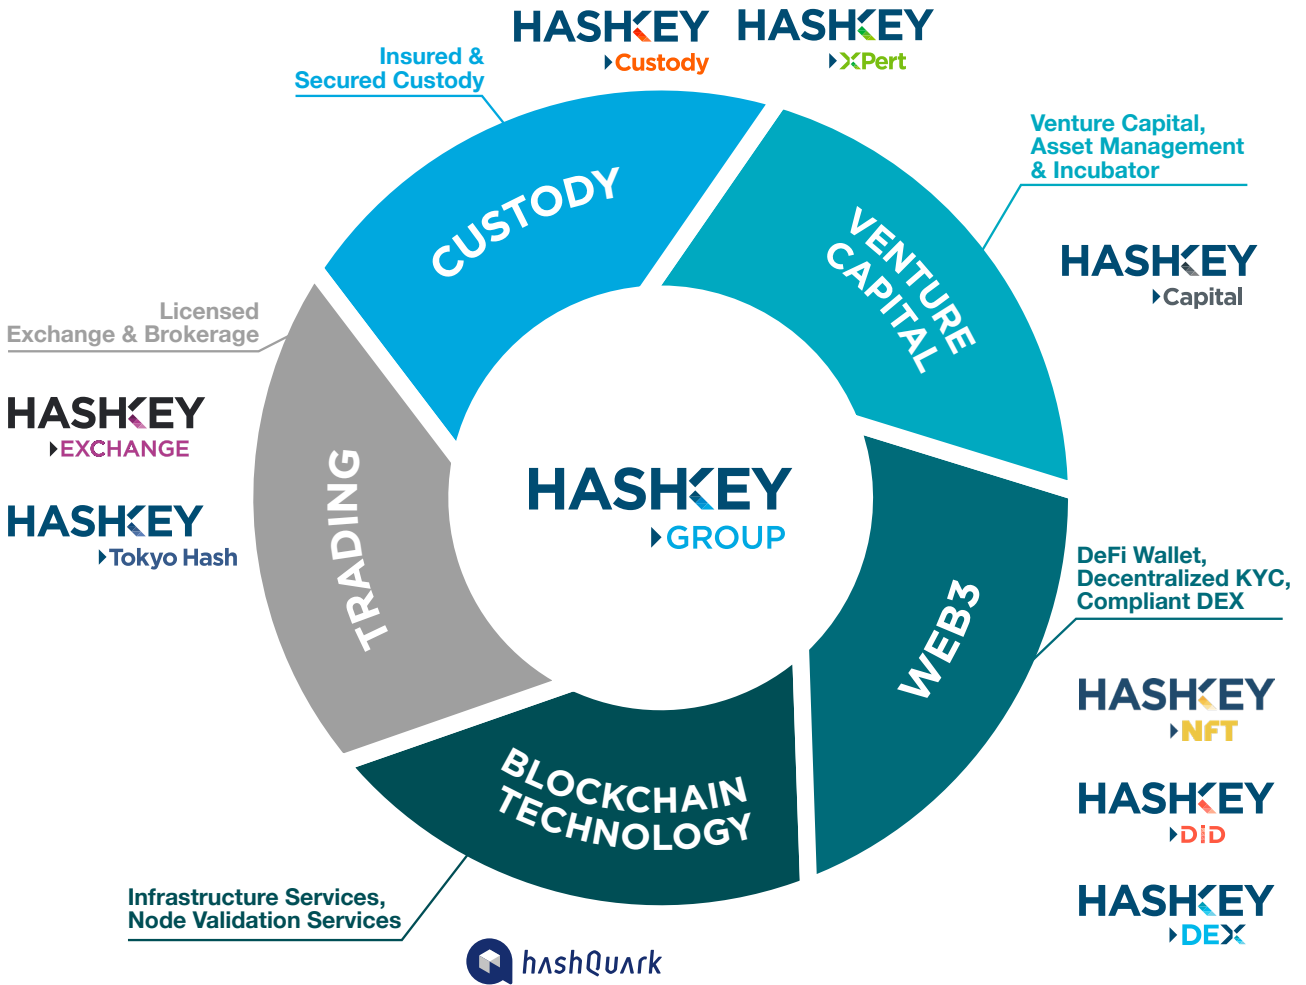 HASHKEY
Custody
HASHKEY
XPert
Insured &
Secured Custody
CUSTODY
Venture Capital,
Asset Management
& Incubator
VENTURE
CAPITAL
HASHKEY
Capital
Licensed
Exchange & Brokerage
HASHKEY
EXCHANGE
HASHKEY
Tokyo Hash
TRADING
HASHKEY
GROUP
DeFi Wallet,
Decentralized KYC,
Compliant DEX
WEB3
HASHKEY
NFT
HASHKEY
DiD
HASHKEY
DEX
BLOCKCHAIN
TECHNOLOGY
Infrastructure Services,
Node Validation Services
hashQuark